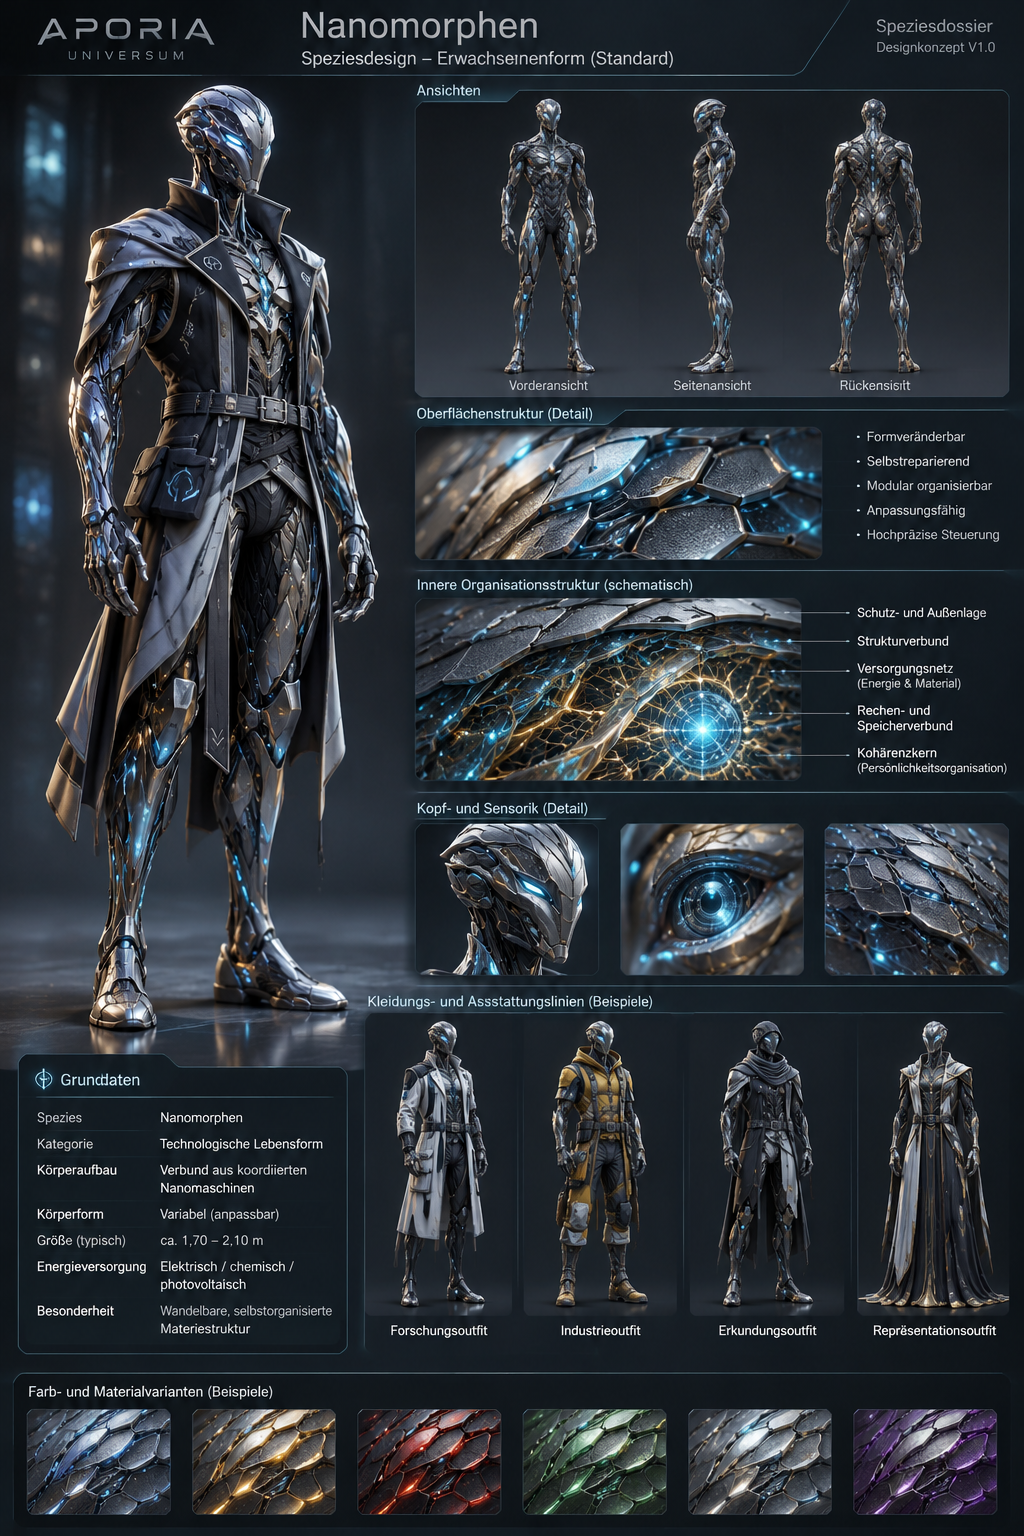 APORIA
UNIVERSUM
Nanomorphen
Speziesdesign – Erwachseinenform (Standard)
Speziesdossier
Designkonzept V1.0
Ansichten
Vorderansicht
Seitenansicht
Rückensisit
Oberflächenstruktur (Detail)
• Formveränderbar
• Selbstreparierend
• Modular organisierbar
• Anpassungsfähig
• Hochpräzise Steuerung
Innere Organisationsstruktur (schematisch)
Schutz- und Außenlage
Strukturverbund
Versorgungsnetz
(Energie & Material)
Rechen- und
Speicherverbund
Kohärenzkern
(Persönlichkeitsorganisation)
Kopf- und Sensorik (Detail)
Kleidungs- und Assstattungslinien (Beispiele)
Forschungsoutfit
Industrieoutfit
Erkundungsoutfit
Reprësentationsoutfit
Grundaten
Spezies Nanomorphen
Kategorie Technologische Lebensform
Körperaufbau Verbund aus koordiierten
Nanomaschinen
Körperform Variabel (anpassbar)
Größe (typisch) ca. 1,70 – 2,10 m
Energieversorgung Elektrisch / chemisch /
photovoltaisch
Besonderheit Wandelbare, selbstorganisierte
Materiestruktur
Farb- und Materialvarianten (Beispiele)